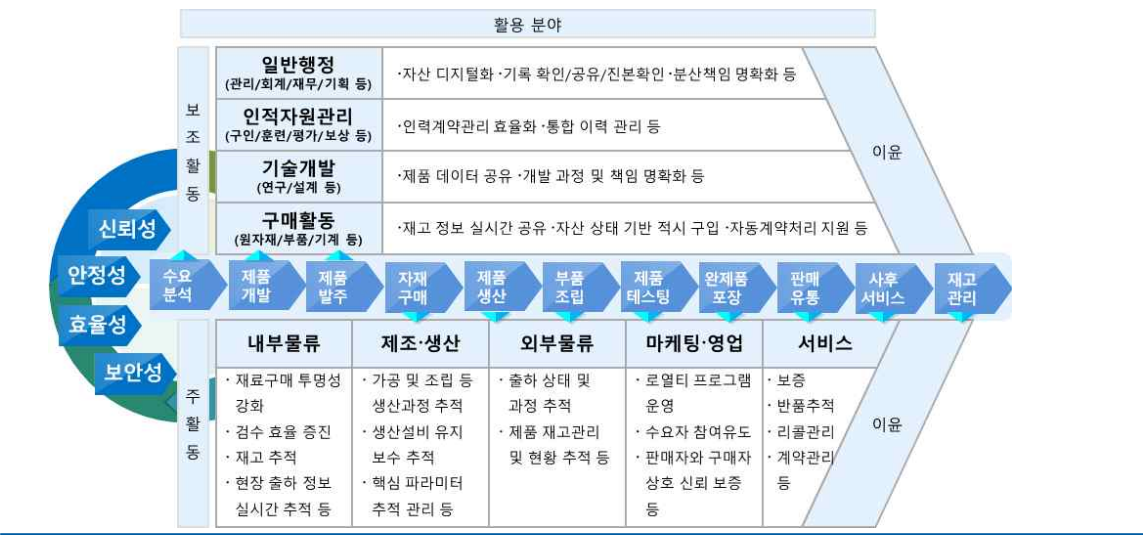 활용 분야
보
조
활
동
일반행정
(관리/회계/재무/기획 등)
·자산 디지털화 ·기록 확인/공유/진본확인 ·분산책임 명확화 등
인적자원관리
(구인/훈련/평가/보상 등)
·인력계약관리 효율화 ·통합 이력 관리 등
기술개발
(연구/설계 등)
·제품 데이터 공유 ·개발 과정 및 책임 명확화 등
구매활동
(원자재/부품/기계 등)
·재고 정보 실시간 공유 ·자산 상태 기반 적시 구입 ·자동계약처리 지원 등
이윤
신뢰성
안정성
효율성
보안성
수요
분석
제품
개발
제품
발주
자재
구매
제품
생산
부품
조립
제품
테스팅
완제품
포장
판매
유통
사후
서비스
재고
관리
주
활
동
내부물류
· 재료구매 투명성
강화
· 검수 효율 증진
· 재고 추적
· 현장 출하 정보
실시간 추적 등
제조·생산
· 가공 및 조립 등
생산과정 추적
· 생산설비 유지
보수 추적
· 핵심 파라미터
추적 관리 등
외부물류
· 출하 상태 및
과정 추적
· 제품 재고관리
및 현황 추적 등
마케팅·영업
· 로열티 프로그램
운영
· 수요자 참여유도
· 판매자와 구매자
상호 신뢰 보증
등
서비스
· 보증
· 반품추적
· 리콜관리
· 계약관리
등
이윤